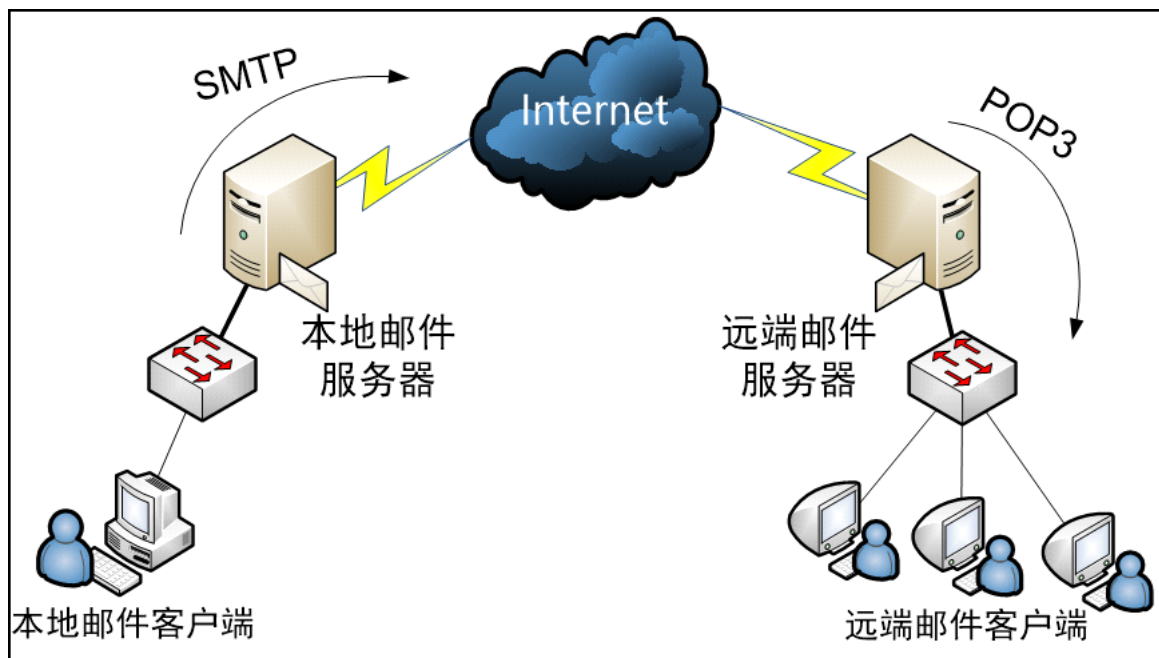 SMTP
Internet
POP3
本地邮件
服务器
远端邮件
服务器
本地邮件客户端
远端邮件客户端